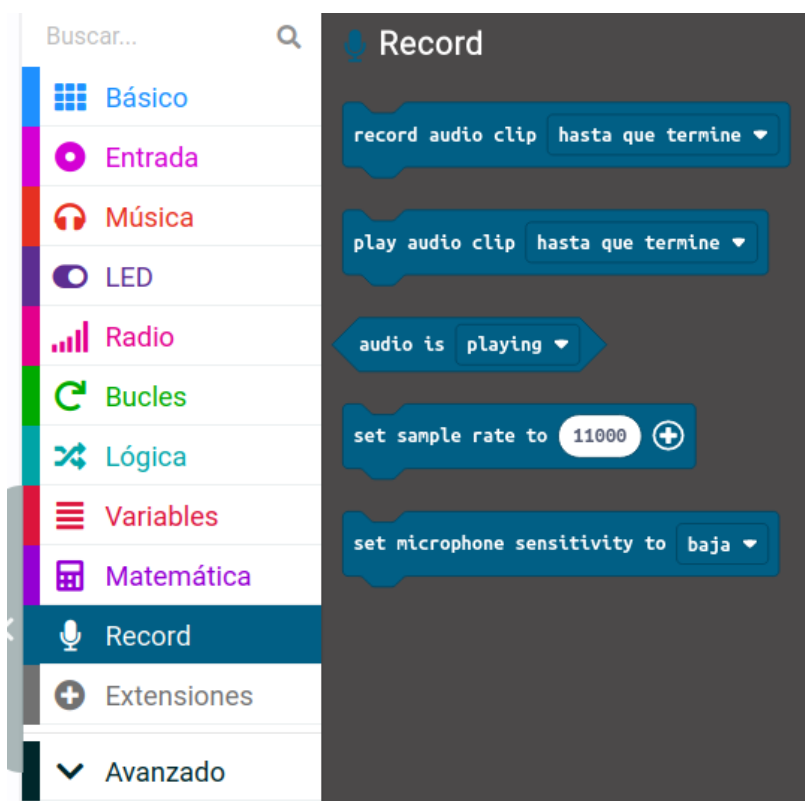 Buscar...
Básico
Entrada
Música
LED
Radio
Bucles
Lógica
Variables
Matemática
Record
Extensiones
Avanzado
Record
record audio clip hasta que termine
play audio clip hasta que termine
audio is playing
set sample rate to 11000
set microphone sensitivity to baja